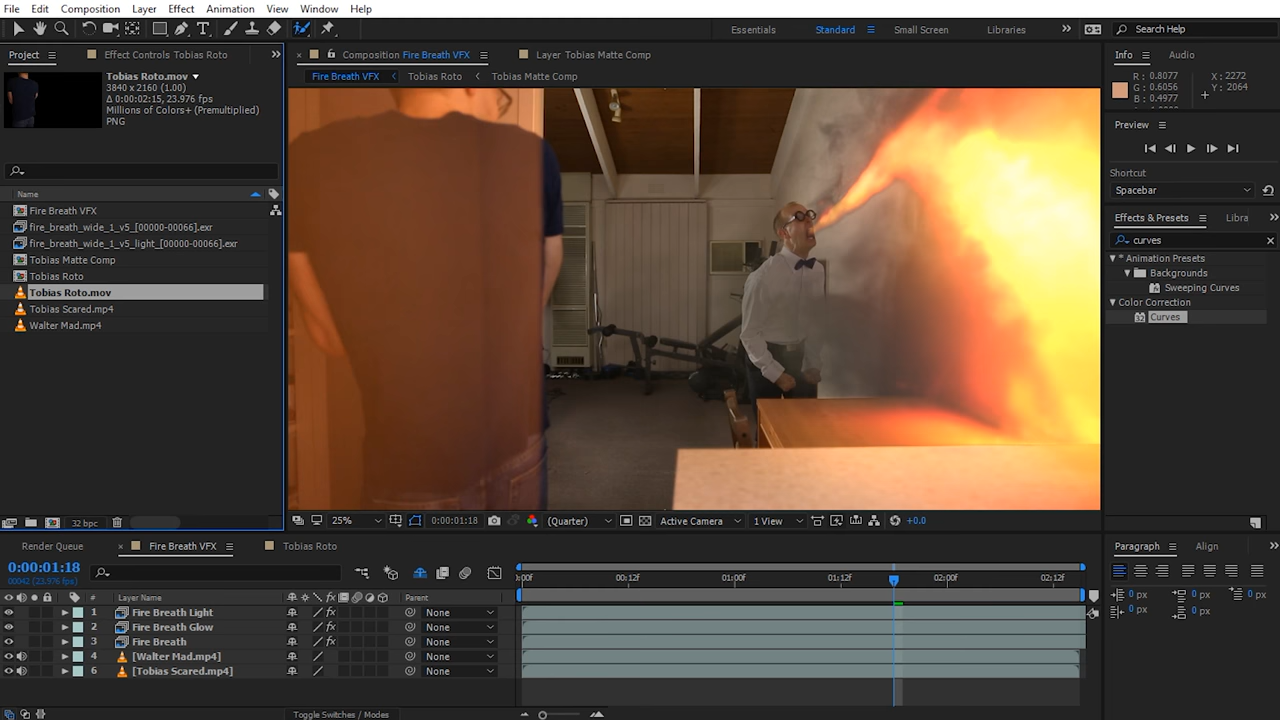 File Edit Composition Layer Effect Animation View Window Help
Essentials Standard Small Screen Libraries Search Help
Project Effect Controls Tobias Roto Composition Fire Breath VFX Layer Tobias Matte Comp Info Audio
Fire Breath VFX Tobias Roto Tobias Matte Comp
Tobias Roto.mov
3840 x 2160 (1.00)
Δ 0:00:02:15, 23.976 fps
Millions of Colors+ (Premultiplied)
PNG
R : 0.8077 X : 2272
G : 0.6056 Y : 2064
B : 0.4977
Preview
Shortcut
Spacebar
Effects & Presets Libra
curves
* Animation Presets
Backgrounds
Sweeping Curves
Color Correction
Curves
Name
Fire Breath VFX
fire_breath_wide_1_v5_[00000-00066].exr
fire_breath_wide_1_v5_light_[00000-00066].exr
Tobias Matte Comp
Tobias Roto
Tobias Roto.mov
Tobias Scared.mp4
Walter Mad.mp4
32 bpc 25% 0:00:01:18 (Quarter) Active Camera 1 View +0.0
Render Queue Fire Breath VFX Tobias Roto Paragraph Align
0:00:01:18
00042 (23.976 fps)
):00f 00:12f 01:00f 01:12f 02:00f 02:12f
# Layer Name Parent
1 Fire Breath Light fx None
2 Fire Breath Glow fx None
3 Fire Breath fx None
4 [Walter Mad.mp4] None
6 [Tobias Scared.mp4] None
0 px 0 px 0 px
0 px 0 px
Toggle Switches / Modes